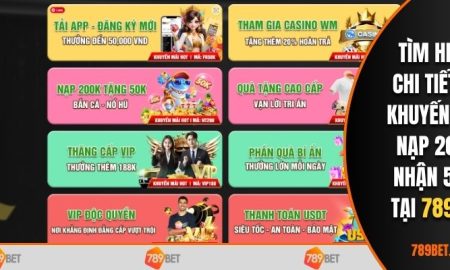 TẢI APP - ĐĂNG KÝ MỚI
THƯỞNG ĐẾN 50,000 VND
THAM GIA CASINO WM
TẶNG THÊM 20% HOÀN TRẢ
NẠP 200K TẶNG 50K
BẮN CÁ - NỔ HŨ
QUÀ TẶNG CAO CẤP
VẠN LỜI TRI ÂN
THĂNG CẤP VIP
THƯỞNG THÊM 188K
PHẦN QUÀ BÍ ẨN
THƯỞNG LỚN MỖI NGÀY
VIP ĐỘC QUYỀN
NƠI KHẲNG ĐỊNH ĐẲNG CẤP VƯỢT TRỘI
THANH TOÁN USDT
SIÊU TỐC - AN TOÀN - BẢO MẬT
TÌM HI
CHI TIẾT
KHUYẾN
NẠP 20
NHẬN 5
TẠI 789
789BET
789BET
789BET
789BET.